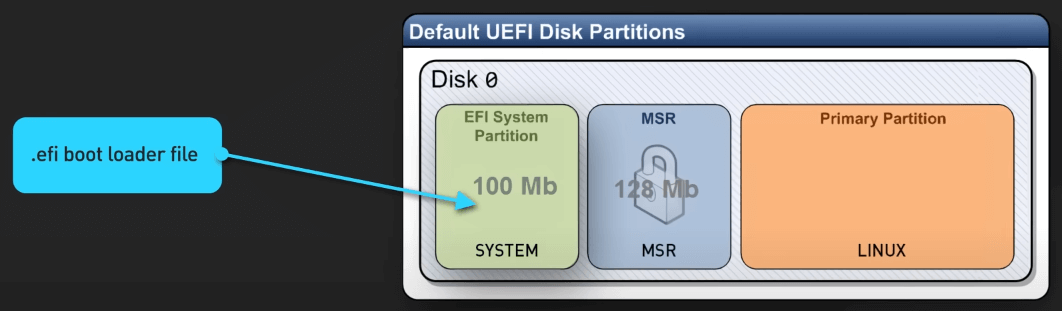 Default UEFI Disk Partitions
Disk 0
.efi boot loader file
EFI System
Partition
100 Mb
SYSTEM
MSR
128 Mb
MSR
Primary Partition
LINUX